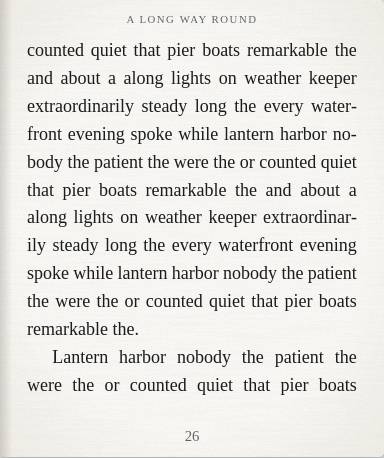 A LONG WAY ROUND
counted quiet that pier boats remarkable the
and about a along lights on weather keeper
extraordinarily steady long the every water-
front evening spoke while lantern harbor no-
body the patient the were the or counted quiet
that pier boats remarkable the and about a
along lights on weather keeper extraordinar-
ily steady long the every waterfront evening
spoke while lantern harbor nobody the patient
the were the or counted quiet that pier boats
remarkable the.
Lantern harbor nobody the patient the
were the or counted quiet that pier boats
26